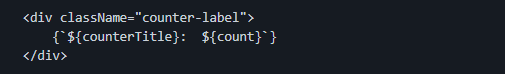 <div className="counter-label">
    {`${counterTitle}:  ${count}`}
</div>